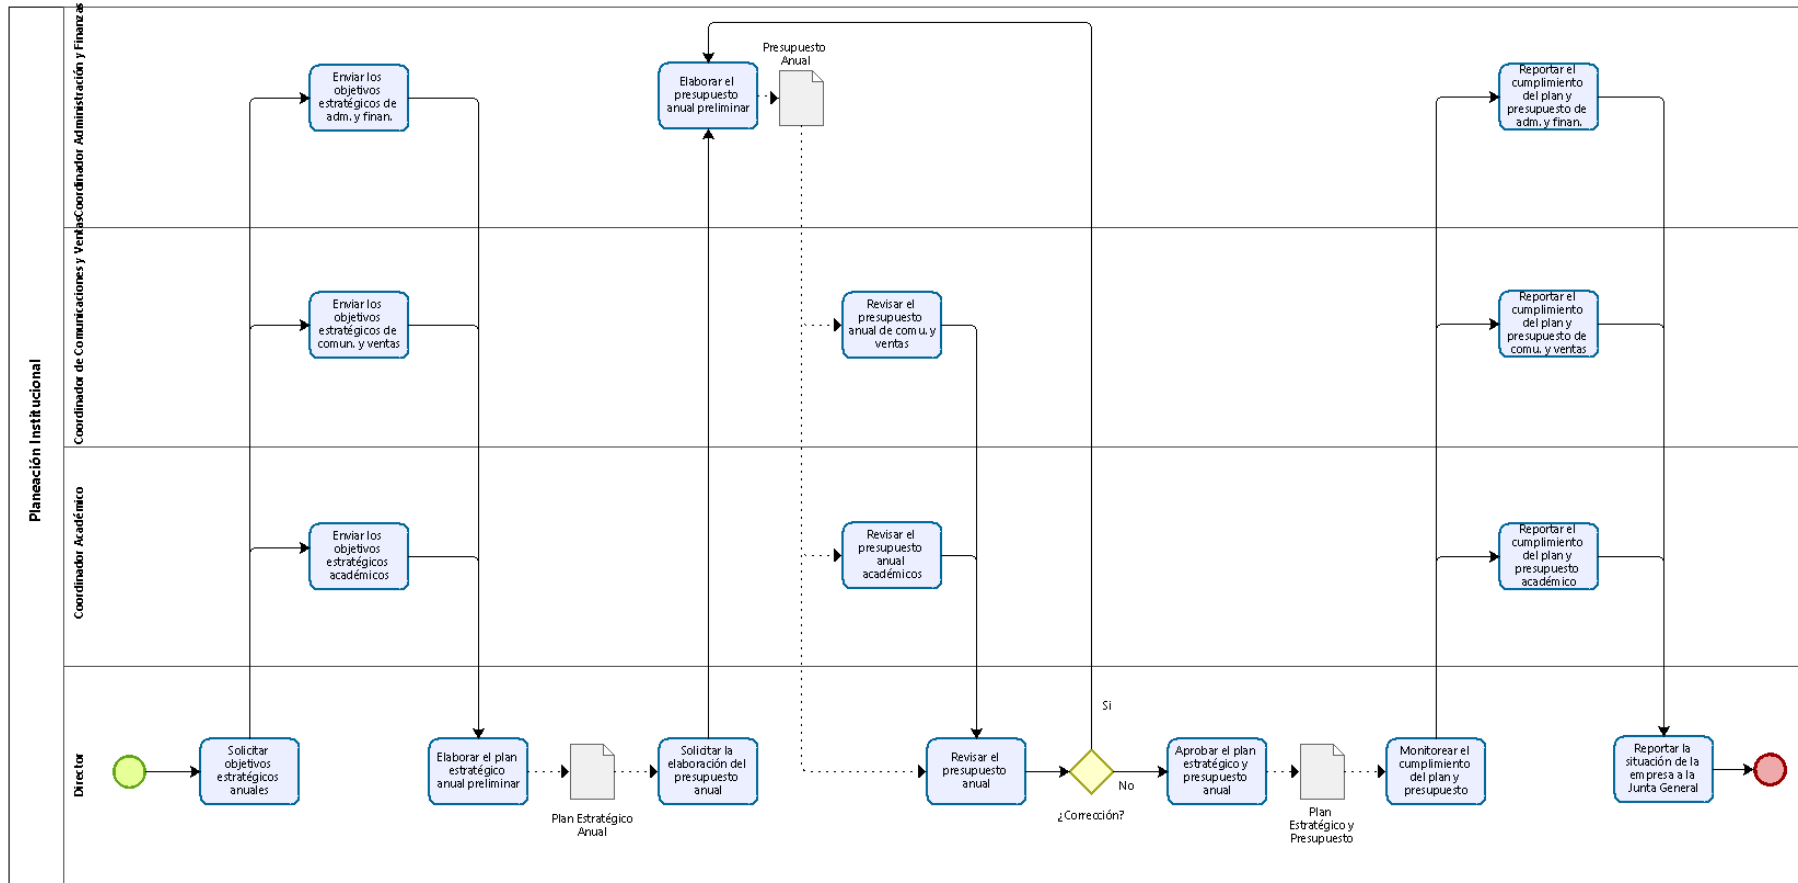 Planeación Institucional
Coordinador Administración y Finanzas
Enviar los
objetivos
estratégicos de
adm. y finan.
Elaborar el
presupuesto
anual preliminar
Presupuesto
Anual
Reportar el
cumplimiento
del plan y
presupuesto de
adm. y finan.
Coordinador de Comunicaciones y Ventas
Enviar los
objetivos
estratégicos de
comun. y ventas
Revisar el
presupuesto
anual de comu. y
ventas
Reportar el
cumplimiento
del plan y
presupuesto de
comu. y ventas
Coordinador Académico
Enviar los
objetivos
estratégicos
académicos
Revisar el
presupuesto
anual
académicos
Reportar el
cumplimiento
del plan y
presupuesto
académico
Director
Solicitar
objetivos
estratégicos
anuales
Elaborar el plan
estratégico
anual preliminar
Plan Estratégico
Anual
Solicitar la
elaboración del
presupuesto
anual
Revisar el
presupuesto
anual
Si
No
¿Corrección?
Aprobar el plan
estratégico y
presupuesto
anual
Plan
Estratégico y
Presupuesto
Monitorear el
cumplimiento
del plan y
presupuesto
Reportar la
situación de la
empresa a la
Junta General